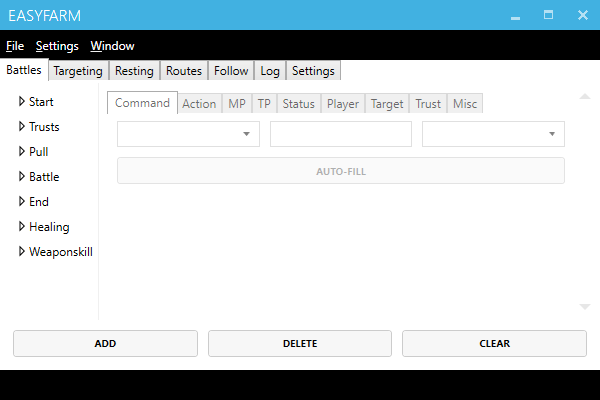 EASYFARM
File Settings Window
Battles Targeting Resting Routes Follow Log Settings
Start
Trusts
Pull
Battle
End
Healing
Weaponskill
Command Action MP TP Status Player Target Trust Misc
AUTO-FILL
ADD DELETE CLEAR